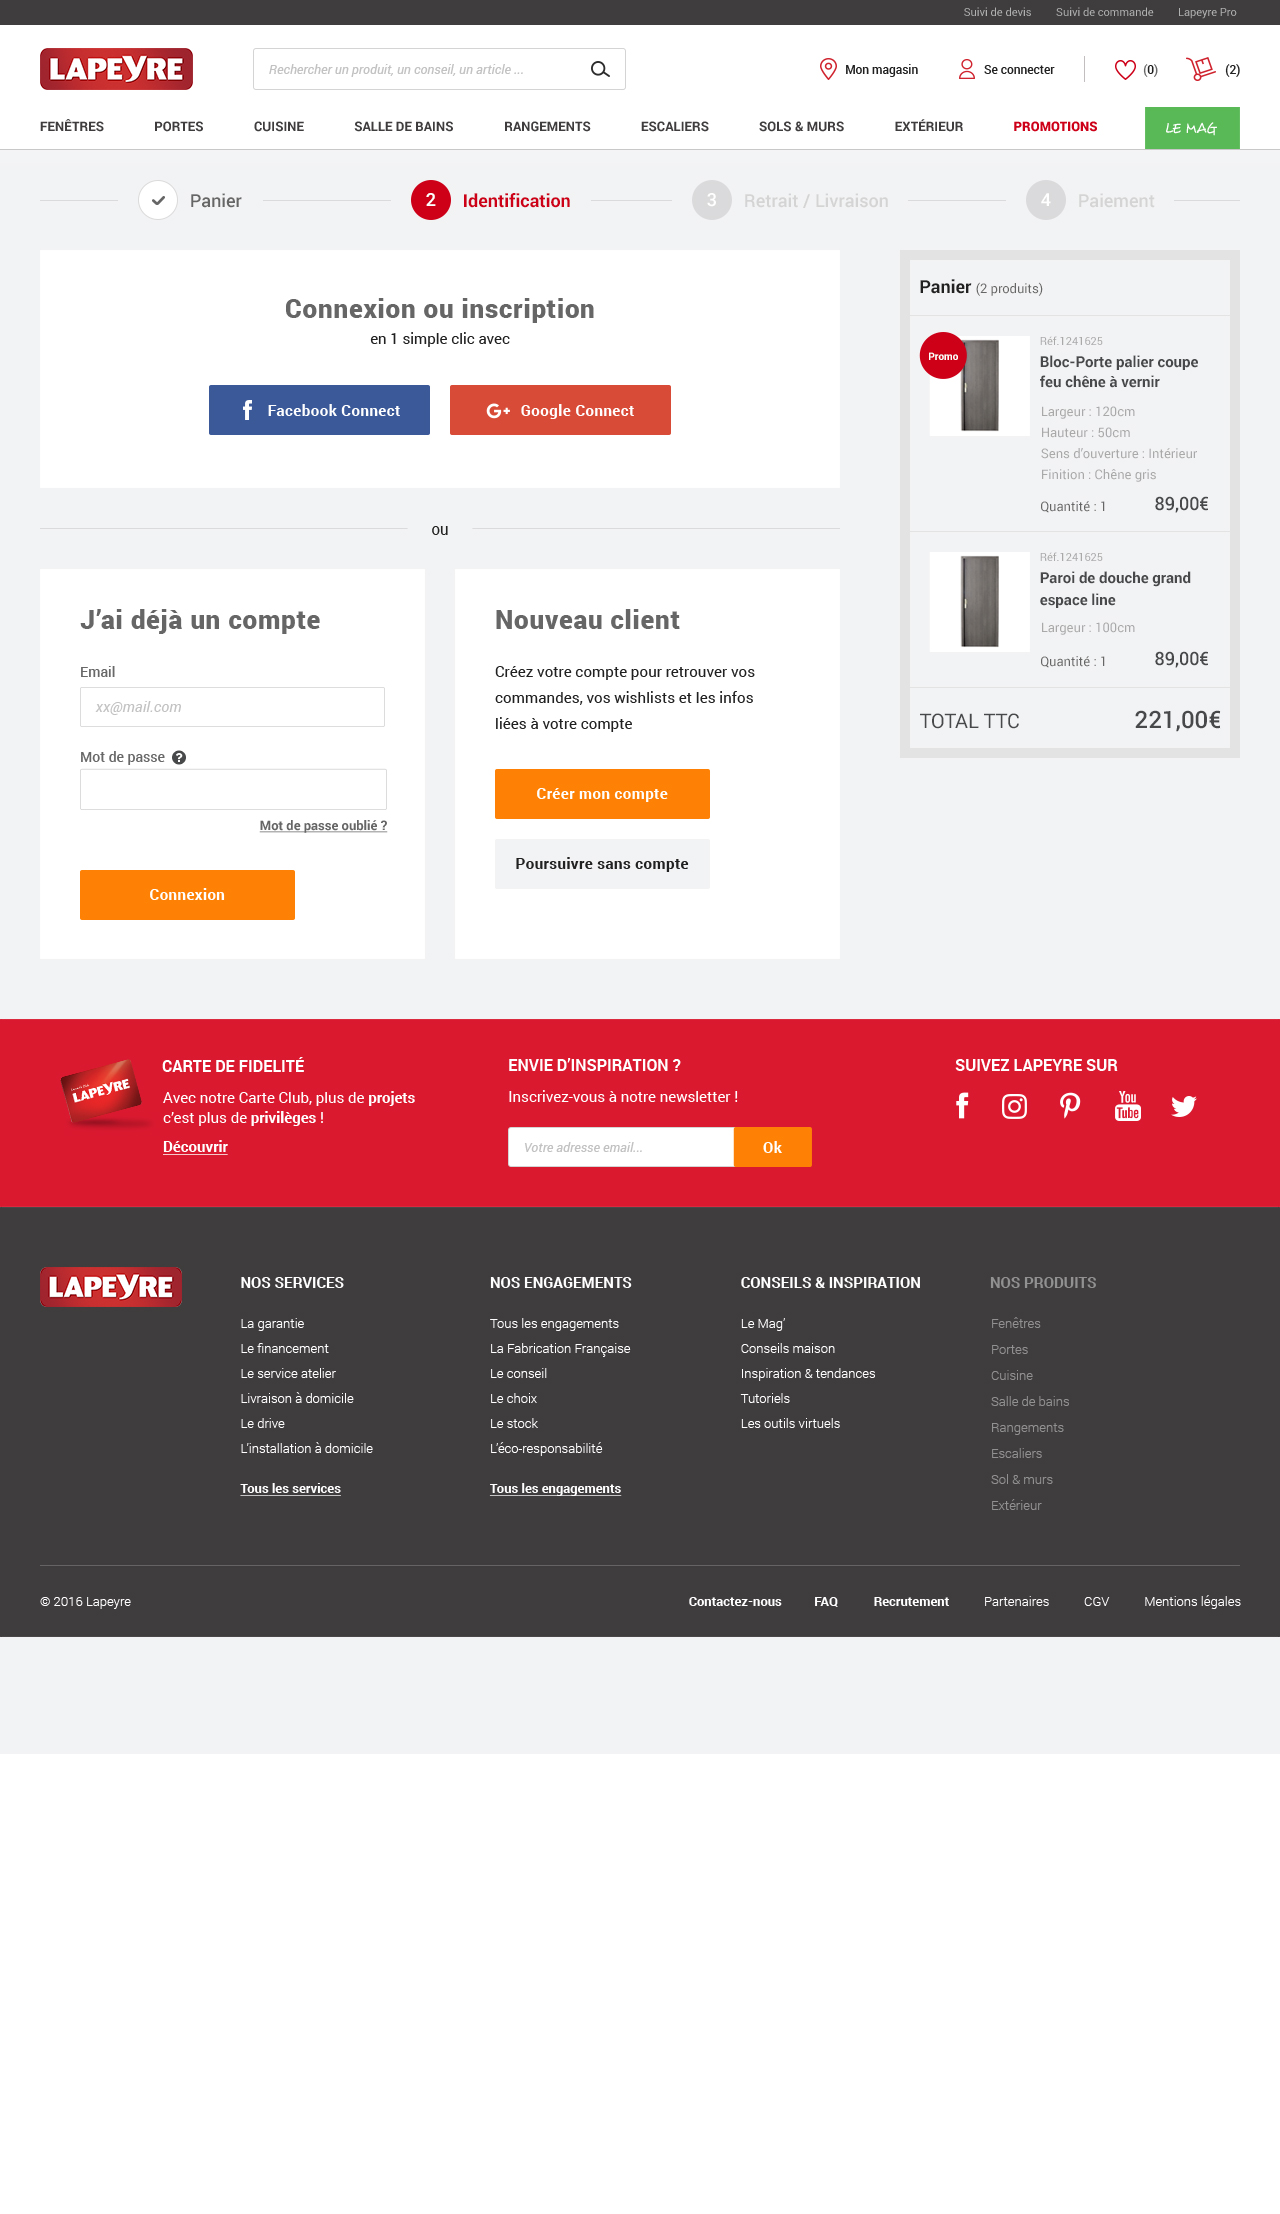 Suivi de devis Suivi de commande Lapeyre Pro
LAPEYRE
Rechercher un produit, un conseil, un article ...
Mon magasin Se connecter (0) (2)
FENÊTRES PORTES CUISINE SALLE DE BAINS RANGEMENTS ESCALIERS SOLS & MURS EXTÉRIEUR PROMOTIONS LE MAG
Panier 2 Identification 3 Retrait / Livraison 4 Paiement
Connexion ou inscription
en 1 simple clic avec
Facebook Connect G+ Google Connect
ou
J’ai déjà un compte
Email
xx@mail.com
Mot de passe ?
Mot de passe oublié ?
Connexion
Nouveau client
Créez votre compte pour retrouver vos
commandes, vos wishlists et les infos
liées à votre compte
Créer mon compte
Poursuivre sans compte
Panier (2 produits)
Promo
Réf.1241625
Bloc-Porte palier coupe
feu chêne à vernir
Largeur : 120cm
Hauteur : 50cm
Sens d’ouverture : Intérieur
Finition : Chêne gris
Quantité : 1 89,00€
Réf.1241625
Paroi de douche grand
espace line
Largeur : 100cm
Quantité : 1 89,00€
TOTAL TTC 221,00€
LAPEYRE
CARTE DE FIDELITÉ
Avec notre Carte Club, plus de projets
c’est plus de privilèges !
Découvrir
ENVIE D’INSPIRATION ?
Inscrivez-vous à notre newsletter !
Votre adresse email... Ok
SUIVEZ LAPEYRE SUR
You
Tube
LAPEYRE
NOS SERVICES
La garantie
Le financement
Le service atelier
Livraison à domicile
Le drive
L’installation à domicile
Tous les services
NOS ENGAGEMENTS
Tous les engagements
La Fabrication Française
Le conseil
Le choix
Le stock
L’éco-responsabilité
Tous les engagements
CONSEILS & INSPIRATION
Le Mag’
Conseils maison
Inspiration & tendances
Tutoriels
Les outils virtuels
NOS PRODUITS
Fenêtres
Portes
Cuisine
Salle de bains
Rangements
Escaliers
Sol & murs
Extérieur
© 2016 Lapeyre
Contactez-nous FAQ Recrutement Partenaires CGV Mentions légales